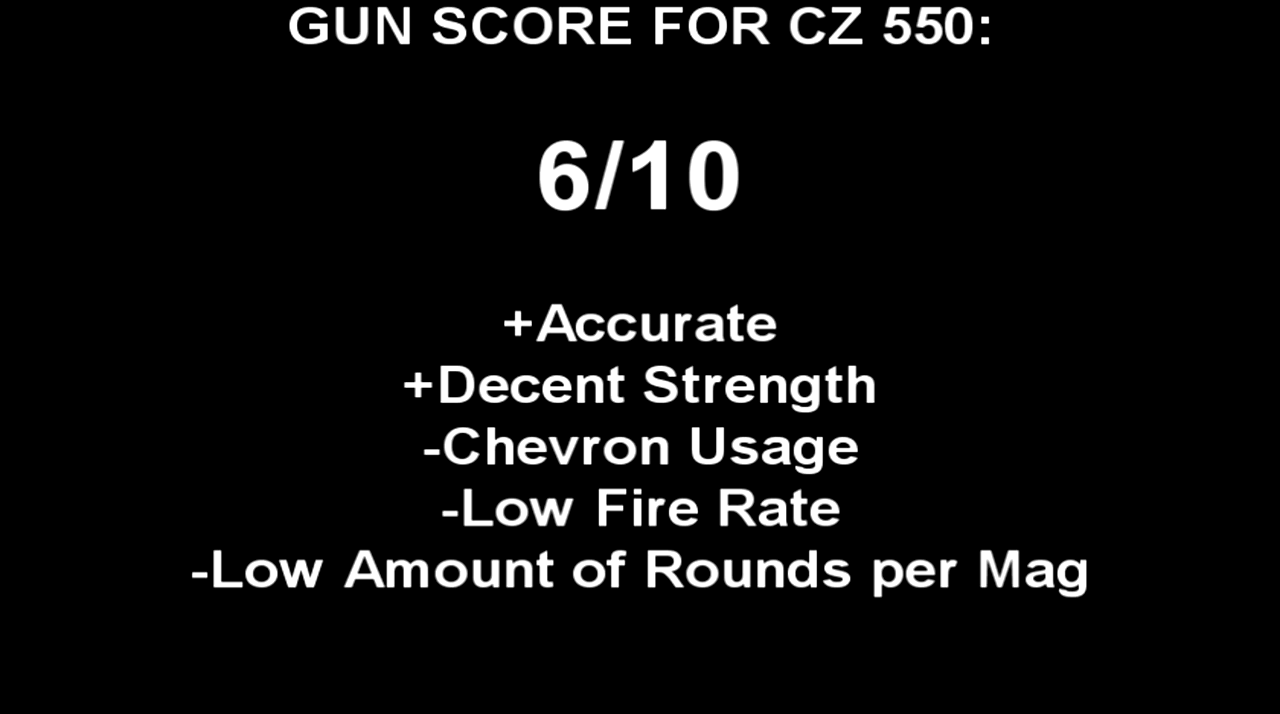 GUN SCORE FOR CZ 550:
6/10
+Accurate
+Decent Strength
-Chevron Usage
-Low Fire Rate
-Low Amount of Rounds per Mag